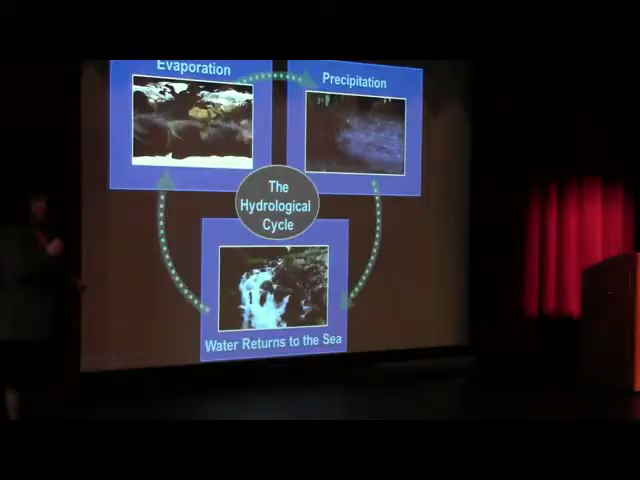 Evaporation
Precipitation
The
Hydrological
Cycle
Water Returns to the Sea